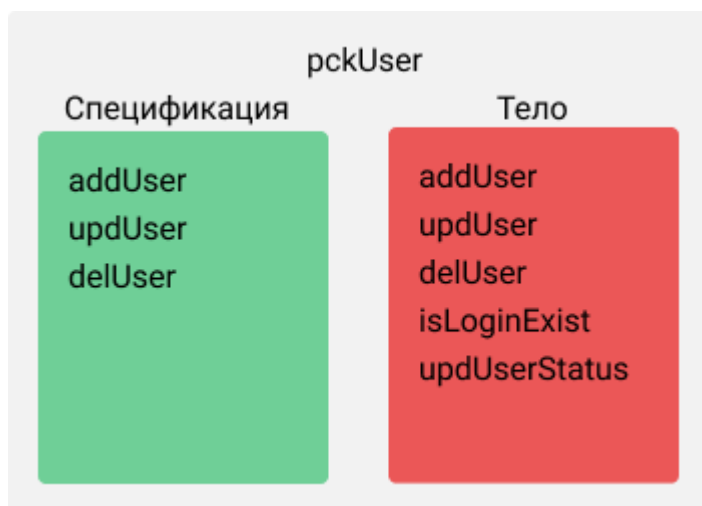 pckUser
Спецификация
Тело
addUser
updUser
delUser
addUser
updUser
delUser
isLoginExist
updUserStatus